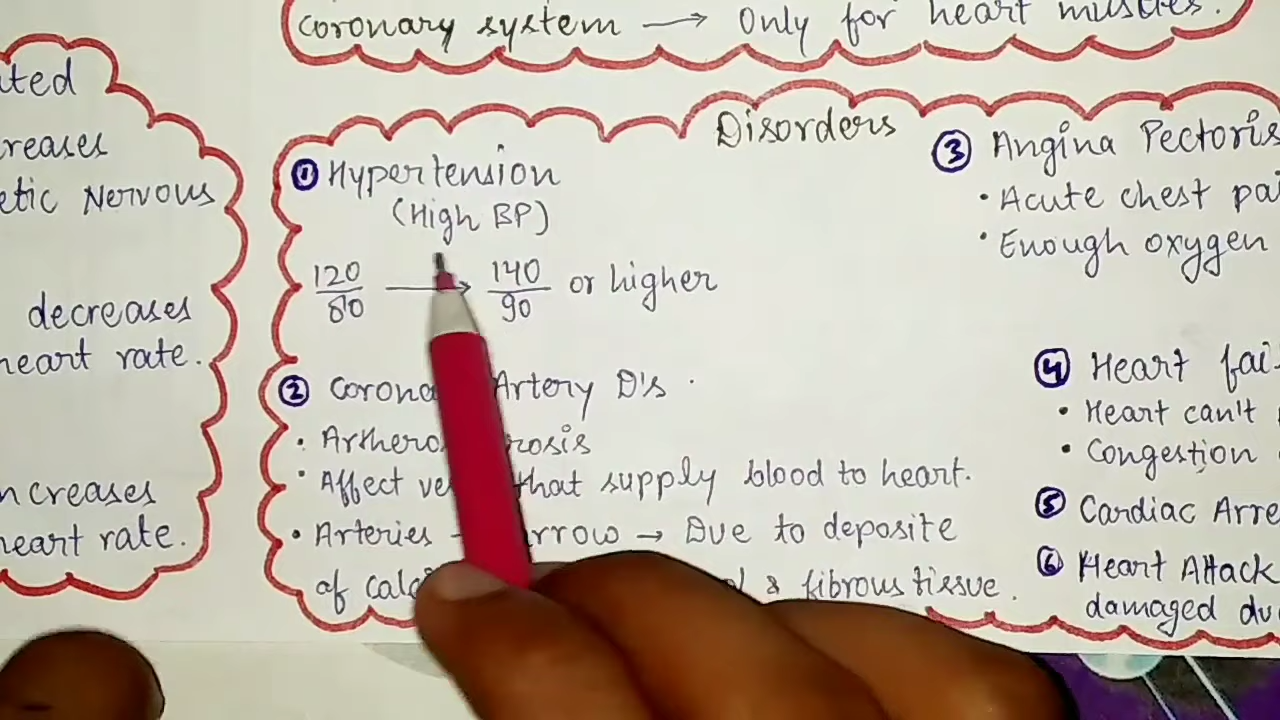 Coronary system → Only for heart muscles.
ated
reases
etic Nervous
decreases
heart rate.
ncreases
heart rate.
Disorders
① Hypertension
(High BP)
120/80 → 140/90 or higher
② Corona Artery D's
• Arthero rosis
• Affect ve that supply blood to heart.
• Arteries → rrow → Due to deposite
of calc & fibrous tissue.
③ Angina Pectoris
• Acute chest pai
• Enough oxygen
④ Heart fai
• Heart can't
• Congestion
⑤ Cardiac Arre
⑥ Heart Attack
damaged du